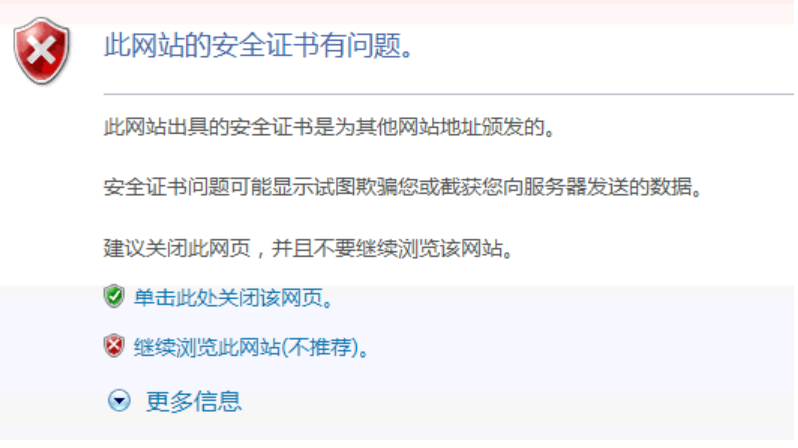 此网站的安全证书有问题。
此网站出具的安全证书是为其他网站地址颁发的。
安全证书问题可能显示试图欺骗您或截获您向服务器发送的数据。
建议关闭此网页，并且不要继续浏览该网站。
单击此处关闭该网页。
继续浏览此网站(不推荐)。
更多信息